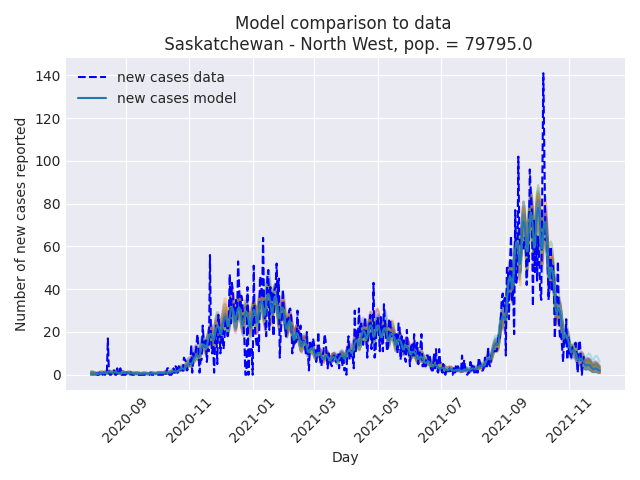 Model comparison to data
Saskatchewan - North West, pop. = 79795.0
new cases data
new cases model
Number of new cases reported
140
120
100
80
60
40
20
0
2020-09
2020-11
2021-01
2021-03
2021-05
2021-07
2021-09
2021-11
Day